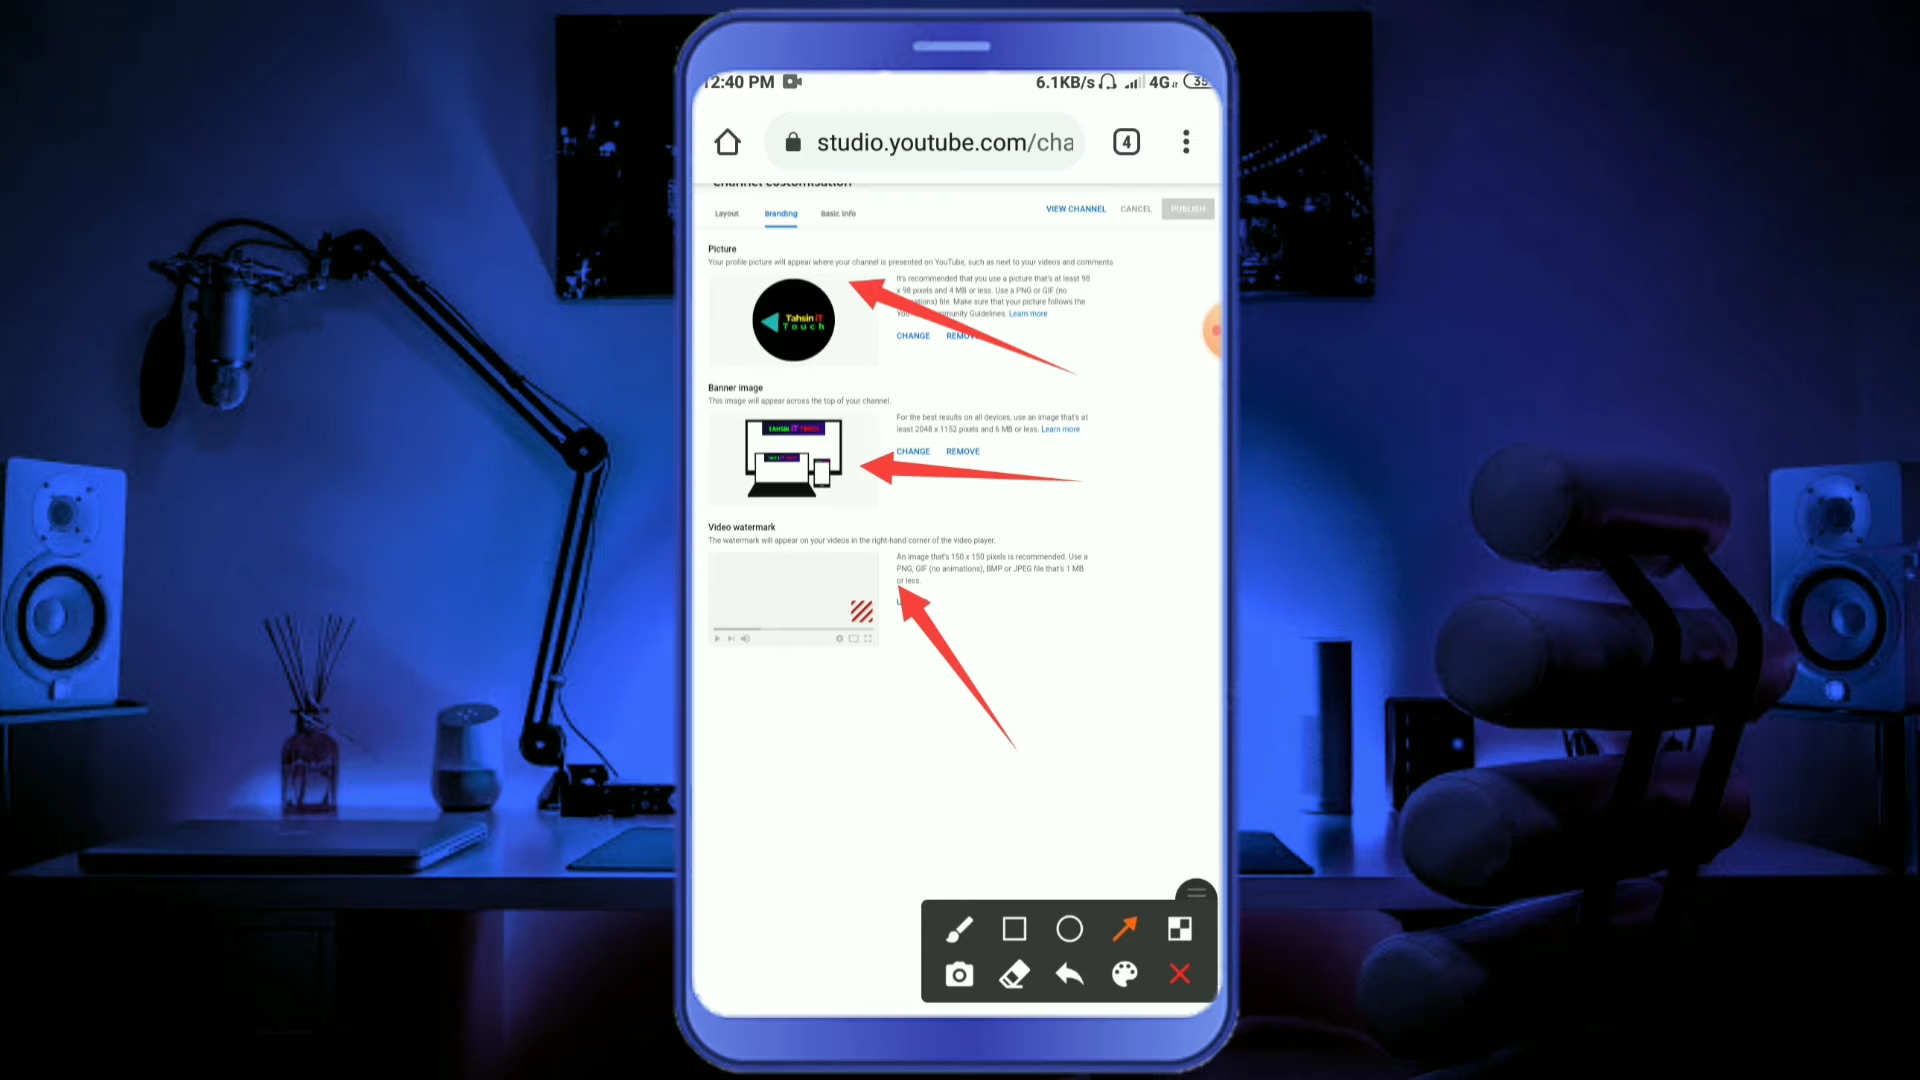 2:40 PM
6.1KB/s 4G 35
studio.youtube.com/cha
4
Channel customisation
Layout
Branding
Basic info
VIEW CHANNEL
CANCEL
PUBLISH
Picture
Your profile picture will appear where your channel is presented on YouTube, such as next to your videos and comments
Tahsin iT
Touch
It's recommended that you use a picture that's at least 98
x 98 pixels and 4 MB or less. Use a PNG or GIF (no
file. Make sure that your picture follows the
Guidelines. Learn more
CHANGE
Banner image
This image will appear across the top of your channel.
TAHSIN IT TOUCH
For the best results on all devices, use an image that's at
least 2048 x 1152 pixels and 6 MB or less. Learn more
CHANGE
REMOVE
Video watermark
The watermark will appear on your videos in the right-hand corner of the video player.
An image that's 150 x 150 pixels is recommended. Use a
PNG, GIF (no animations), BMP or JPEG file that's 1 MB
or less.